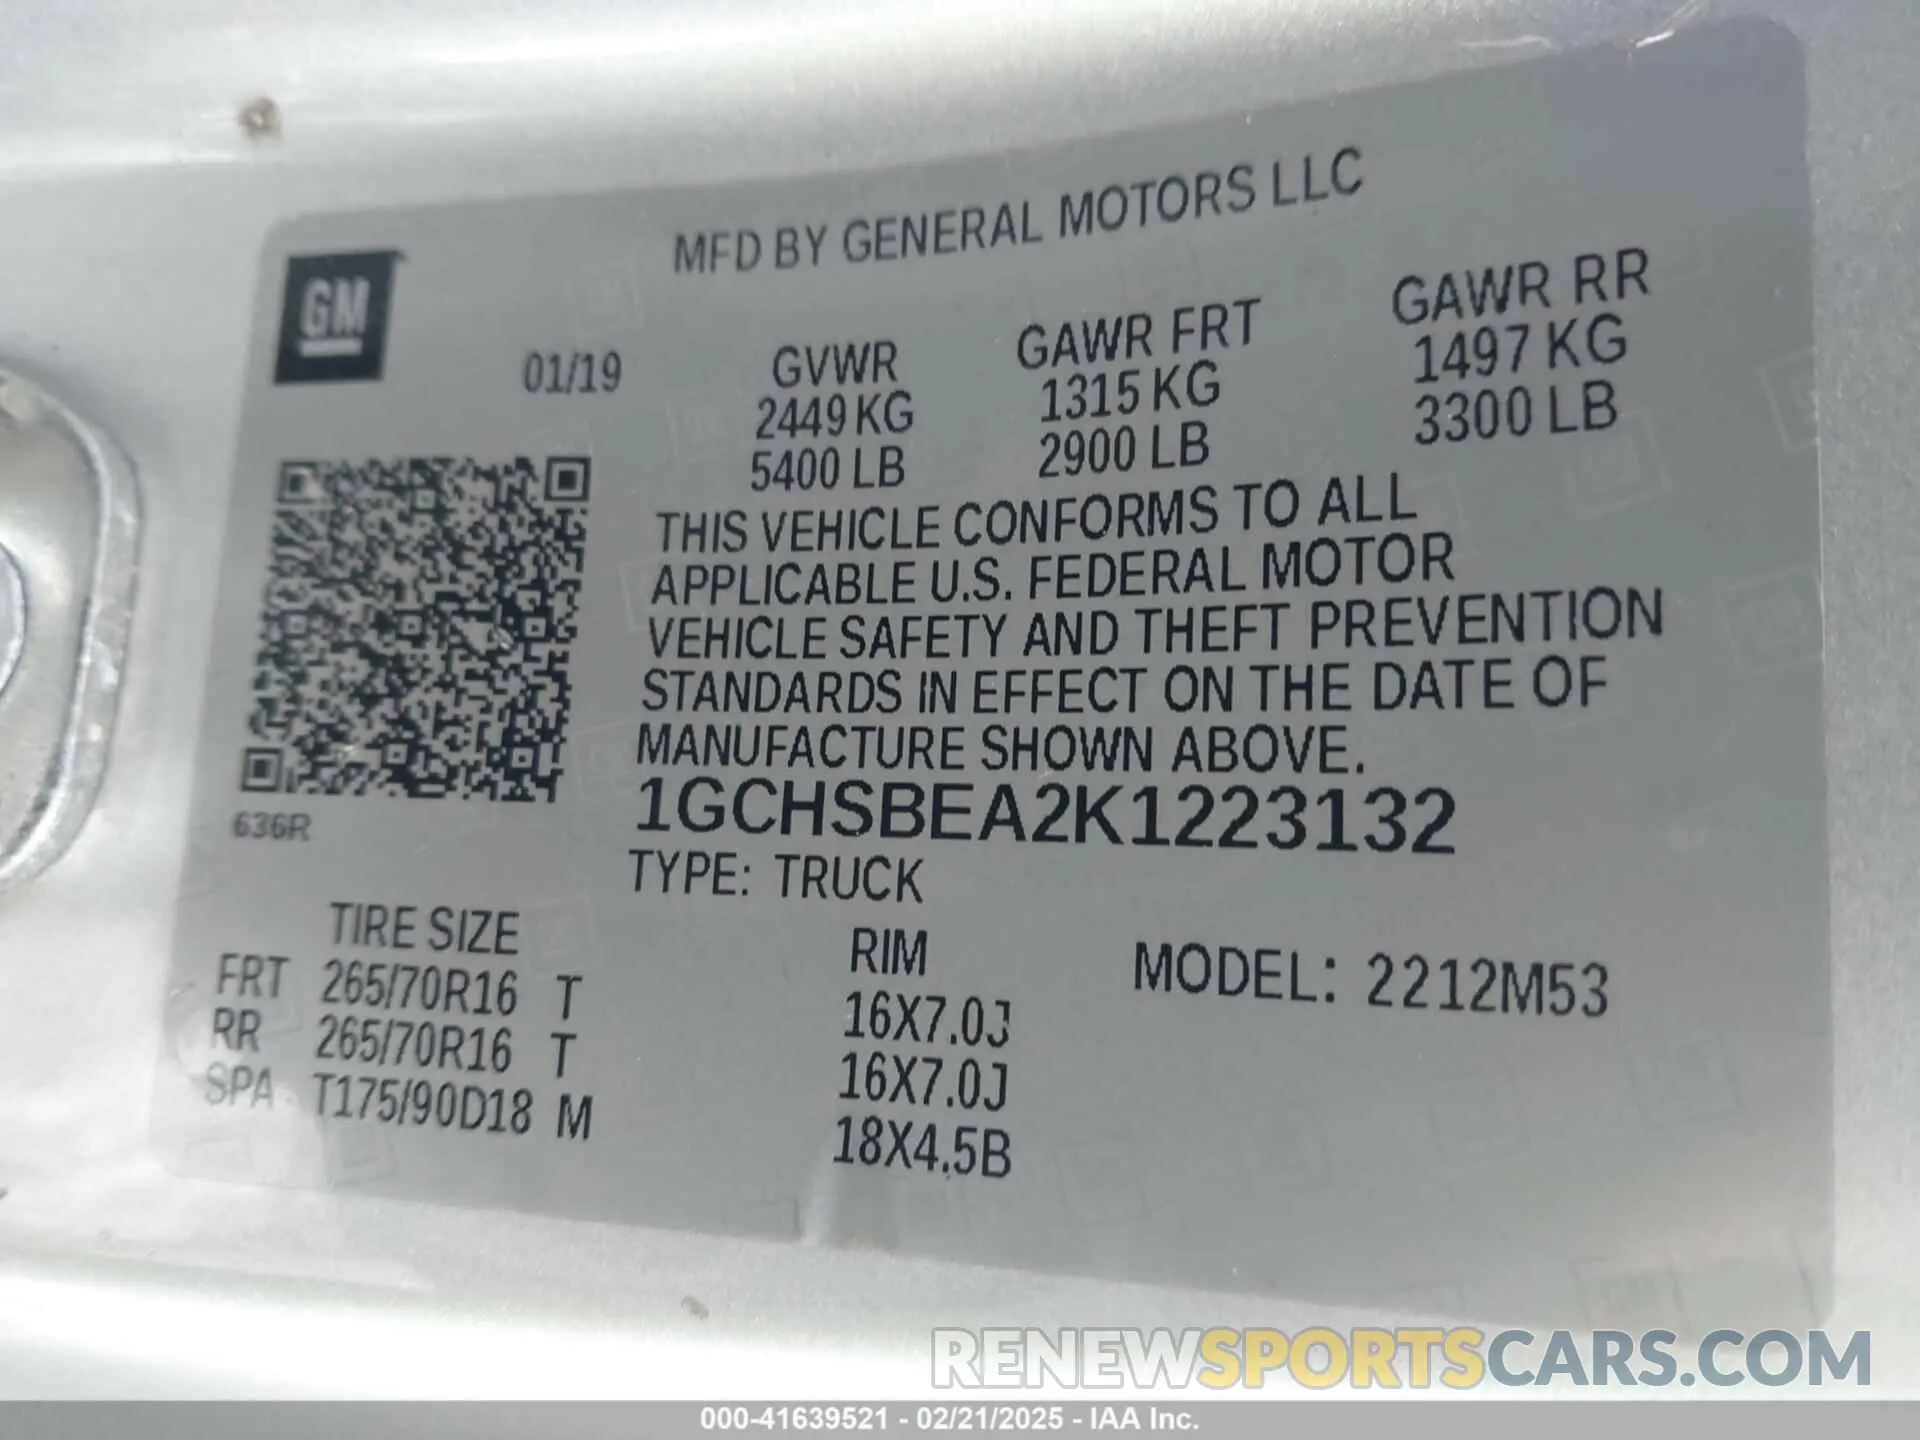 MFD BY GENERAL MOTORS LLC
GM
01/19
GVWR
2449 KG
5400 LB
GAWR FRT
1315 KG
2900 LB
GAWR RR
1497 KG
3300 LB
THIS VEHICLE CONFORMS TO ALL
APPLICABLE U.S. FEDERAL MOTOR
VEHICLE SAFETY AND THEFT PREVENTION
STANDARDS IN EFFECT ON THE DATE OF
MANUFACTURE SHOWN ABOVE.
1GCHSBEA2K1223132
636R
TYPE: TRUCK
TIRE SIZE RIM MODEL: 2212M53
FRT 265/70R16 T 16X7.0J
RR 265/70R16 T 16X7.0J
SPA T175/90D18 M 18X4.5B
RENEWSPORTSCARS.COM
000-41639521 - 02/21/2025 - IAA Inc.